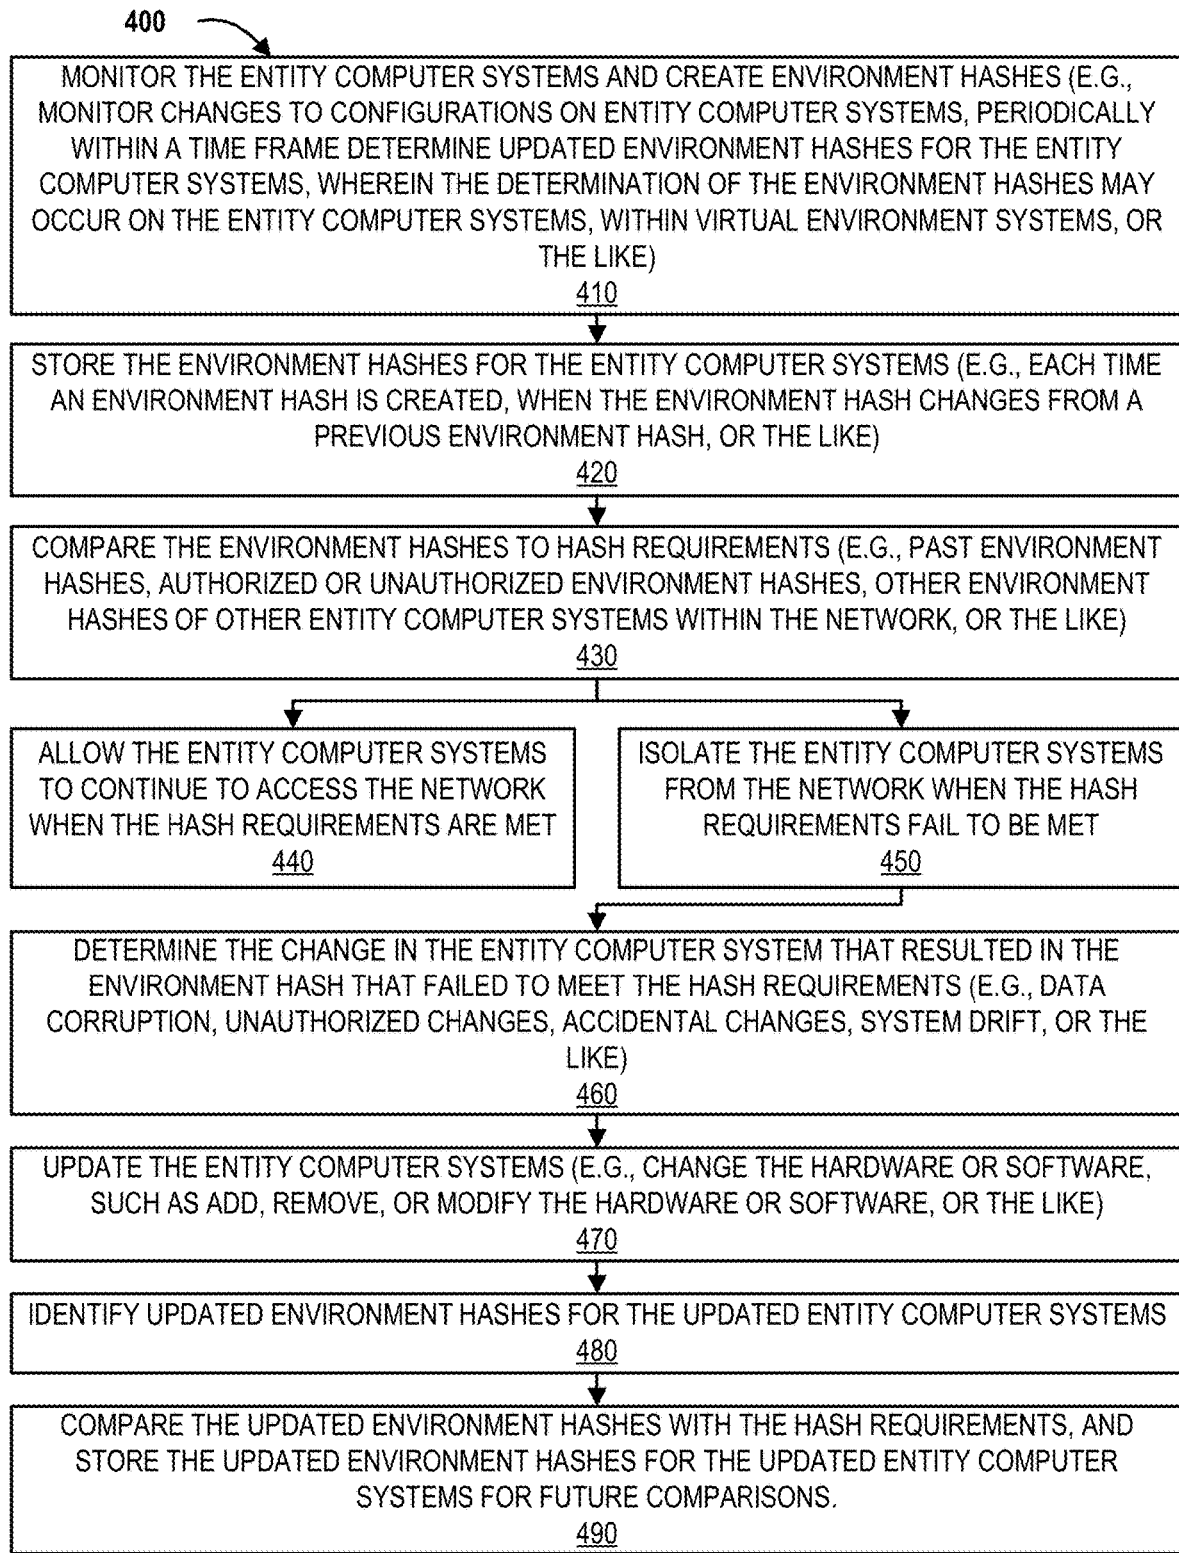 400
MONITOR THE ENTITY COMPUTER SYSTEMS AND CREATE ENVIRONMENT HASHES (E.G.,
MONITOR CHANGES TO CONFIGURATIONS ON ENTITY COMPUTER SYSTEMS, PERIODICALLY
WITHIN A TIME FRAME DETERMINE UPDATED ENVIRONMENT HASHES FOR THE ENTITY
COMPUTER SYSTEMS, WHEREIN THE DETERMINATION OF THE ENVIRONMENT HASHES MAY
OCCUR ON THE ENTITY COMPUTER SYSTEMS, WITHIN VIRTUAL ENVIRONMENT SYSTEMS, OR
THE LIKE)
410
STORE THE ENVIRONMENT HASHES FOR THE ENTITY COMPUTER SYSTEMS (E.G., EACH TIME
AN ENVIRONMENT HASH IS CREATED, WHEN THE ENVIRONMENT HASH CHANGES FROM A
PREVIOUS ENVIRONMENT HASH, OR THE LIKE)
420
COMPARE THE ENVIRONMENT HASHES TO HASH REQUIREMENTS (E.G., PAST ENVIRONMENT
HASHES, AUTHORIZED OR UNAUTHORIZED ENVIRONMENT HASHES, OTHER ENVIRONMENT
HASHES OF OTHER ENTITY COMPUTER SYSTEMS WITHIN THE NETWORK, OR THE LIKE)
430
ALLOW THE ENTITY COMPUTER SYSTEMS
TO CONTINUE TO ACCESS THE NETWORK
WHEN THE HASH REQUIREMENTS ARE MET
440
ISOLATE THE ENTITY COMPUTER SYSTEMS
FROM THE NETWORK WHEN THE HASH
REQUIREMENTS FAIL TO BE MET
450
DETERMINE THE CHANGE IN THE ENTITY COMPUTER SYSTEM THAT RESULTED IN THE
ENVIRONMENT HASH THAT FAILED TO MEET THE HASH REQUIREMENTS (E.G., DATA
CORRUPTION, UNAUTHORIZED CHANGES, ACCIDENTAL CHANGES, SYSTEM DRIFT, OR THE
LIKE)
460
UPDATE THE ENTITY COMPUTER SYSTEMS (E.G., CHANGE THE HARDWARE OR SOFTWARE,
SUCH AS ADD, REMOVE, OR MODIFY THE HARDWARE OR SOFTWARE, OR THE LIKE)
470
IDENTIFY UPDATED ENVIRONMENT HASHES FOR THE UPDATED ENTITY COMPUTER SYSTEMS
480
COMPARE THE UPDATED ENVIRONMENT HASHES WITH THE HASH REQUIREMENTS, AND
STORE THE UPDATED ENVIRONMENT HASHES FOR THE UPDATED ENTITY COMPUTER
SYSTEMS FOR FUTURE COMPARISONS.
490